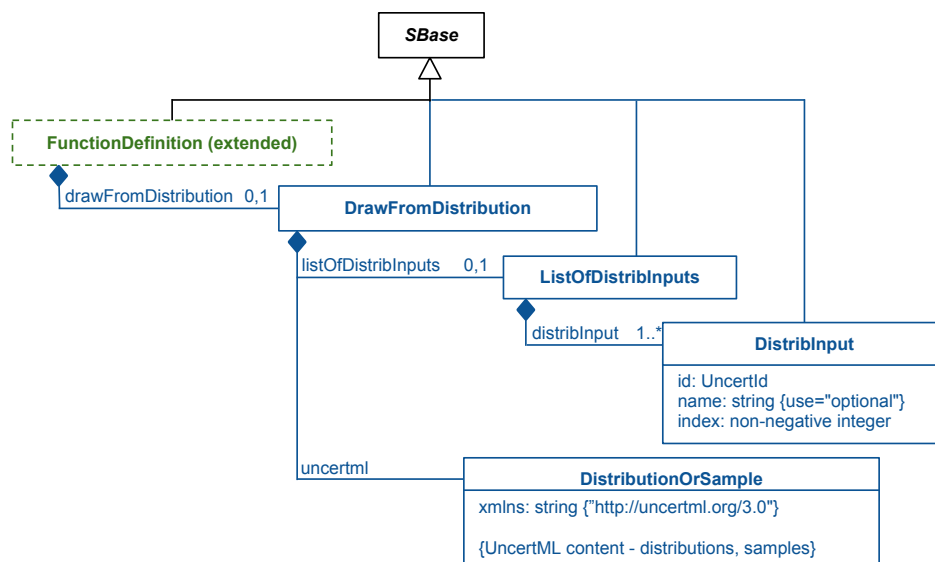 SBase
FunctionDefinition (extended)
drawFromDistribution 0,1
DrawFromDistribution
listOfDistribInputs 0,1
ListOfDistribInputs
distribInput 1..*
DistribInput
id: UncertId
name: string {use="optional"}
index: non-negative integer
uncertml
DistributionOrSample
xmlns: string {”http://uncertml.org/3.0"}
{UncertML content - distributions, samples}